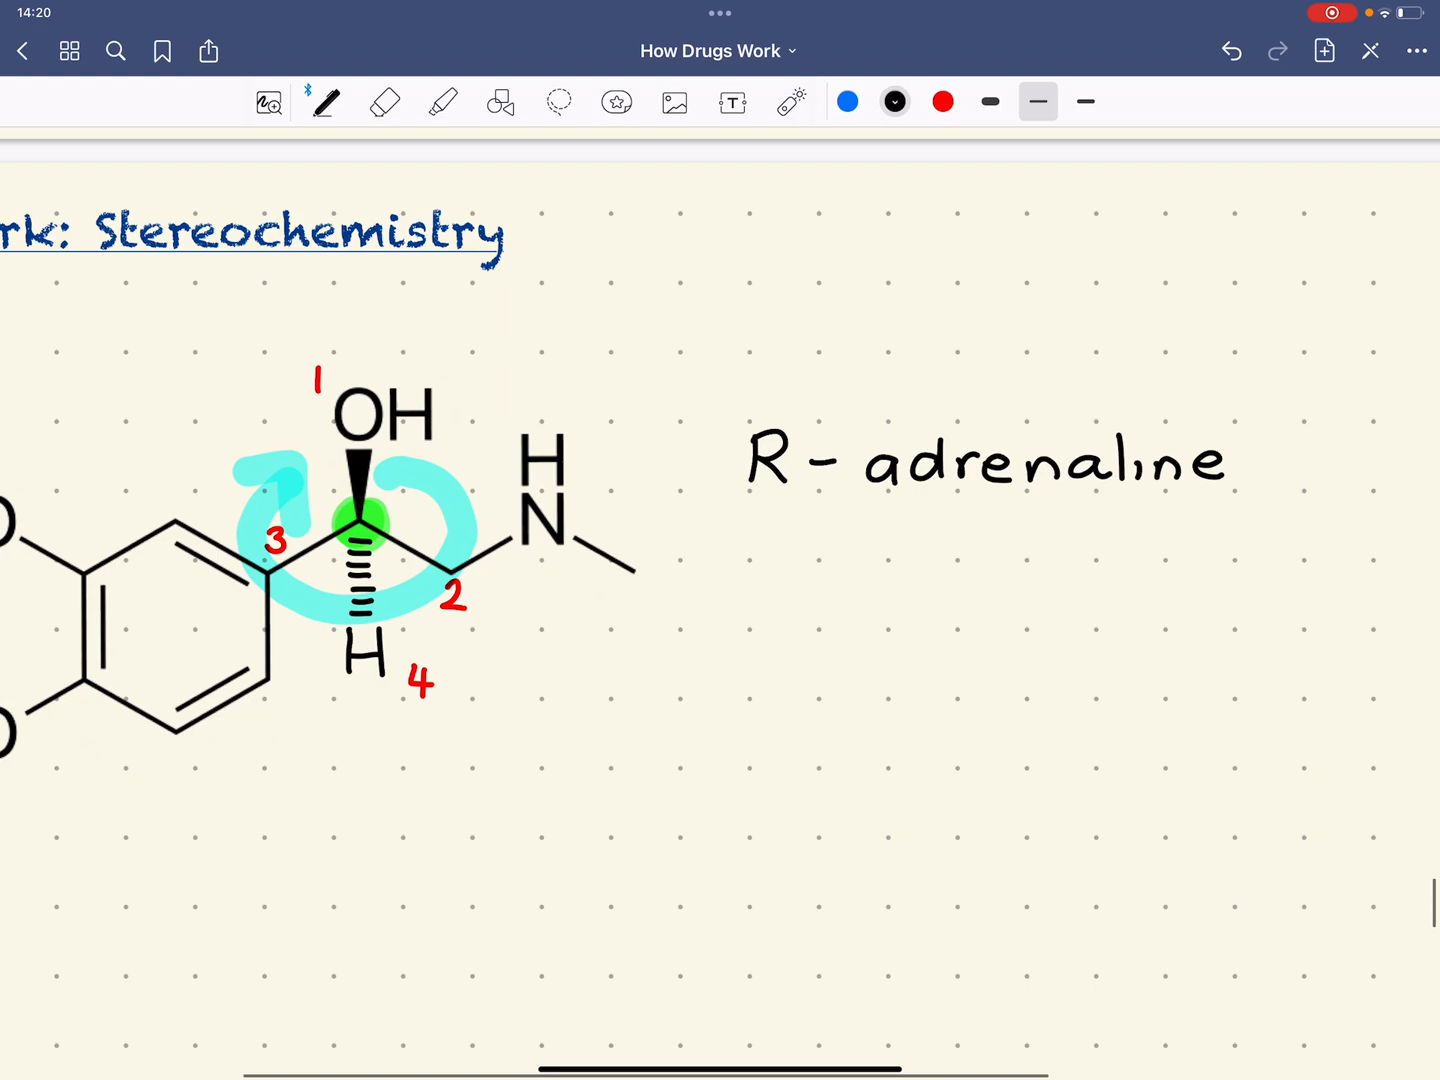 14:20
How Drugs Work
T
rk: Stereochemistry
1
OH
H
N
R - adrenaline
O
3
2
H
4
O